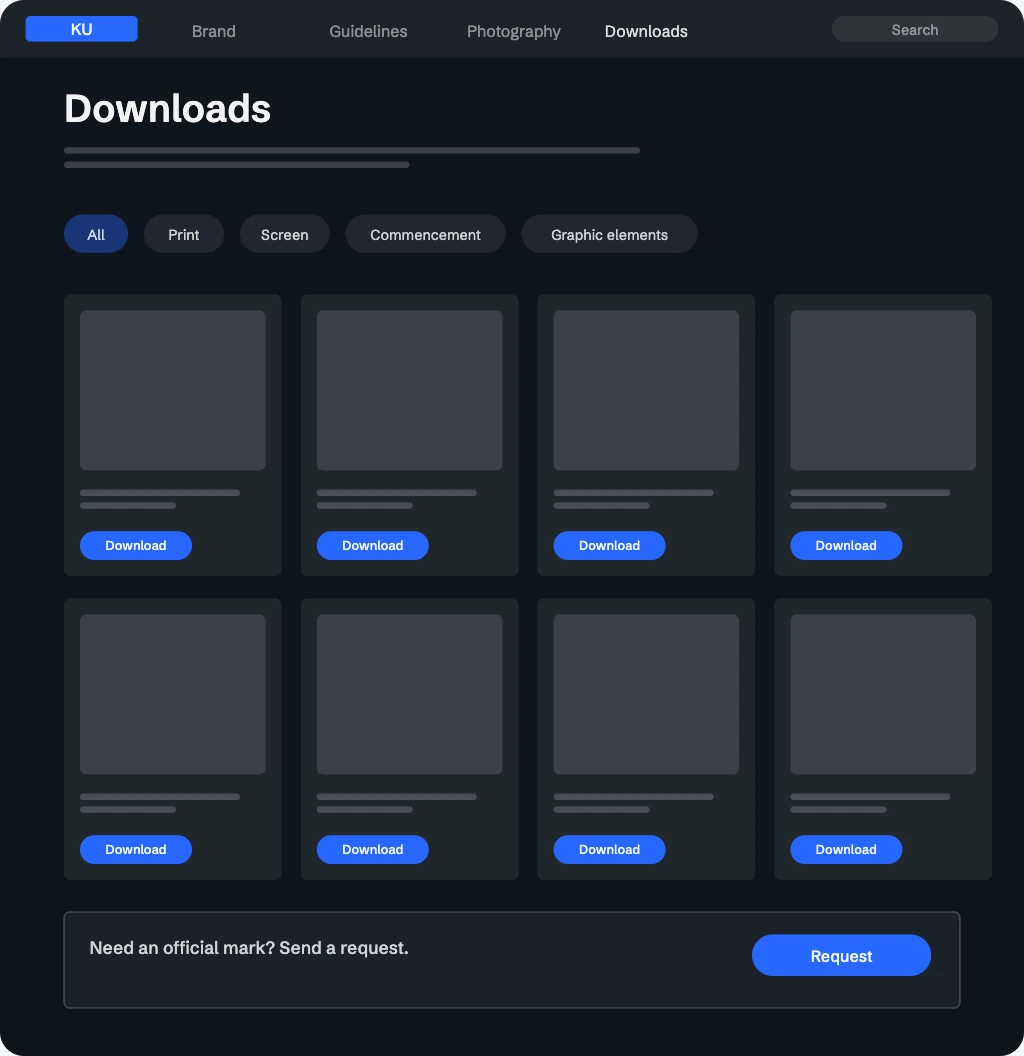 KU
Brand
Guidelines
Photography
Downloads
Search
Downloads
All
Print
Screen
Commencement
Graphic elements
Download
Download
Download
Download
Download
Download
Download
Download
Need an official mark? Send a request.
Request